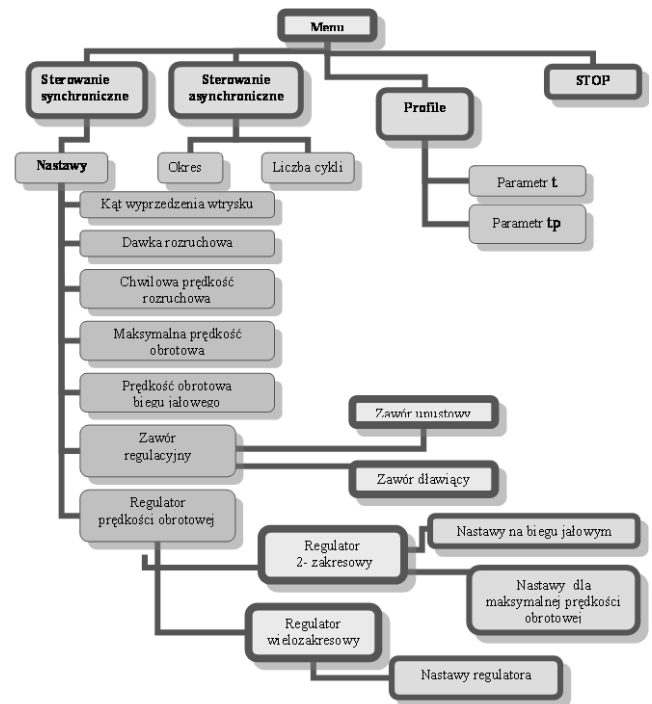 Menu
Sterowanie
synchroniczne
Sterowanie
asynchroniczne
Profile
STOP
Nastawy
Okres
Liczba cykli
Parametr t.
Parametr tp
Kąt wyprzedzenia wtrysku
Dawka rozruchowa
Chwilowa prędkość
rozruchowa
Maksymalna prędkość
obrotowa
Prędkość obrotowa
biegu jałowego
Zawór
regulacyjny
Zawór upustowy
Zawór dławiący
Regulator
prędkości obrotowej
Regulator
2- zakresowy
Nastawy na biegu jałowym
Nastawy dla
maksymalnej prędkości
obrotowej
Regulator
wielozakresowy
Nastawy regulatora